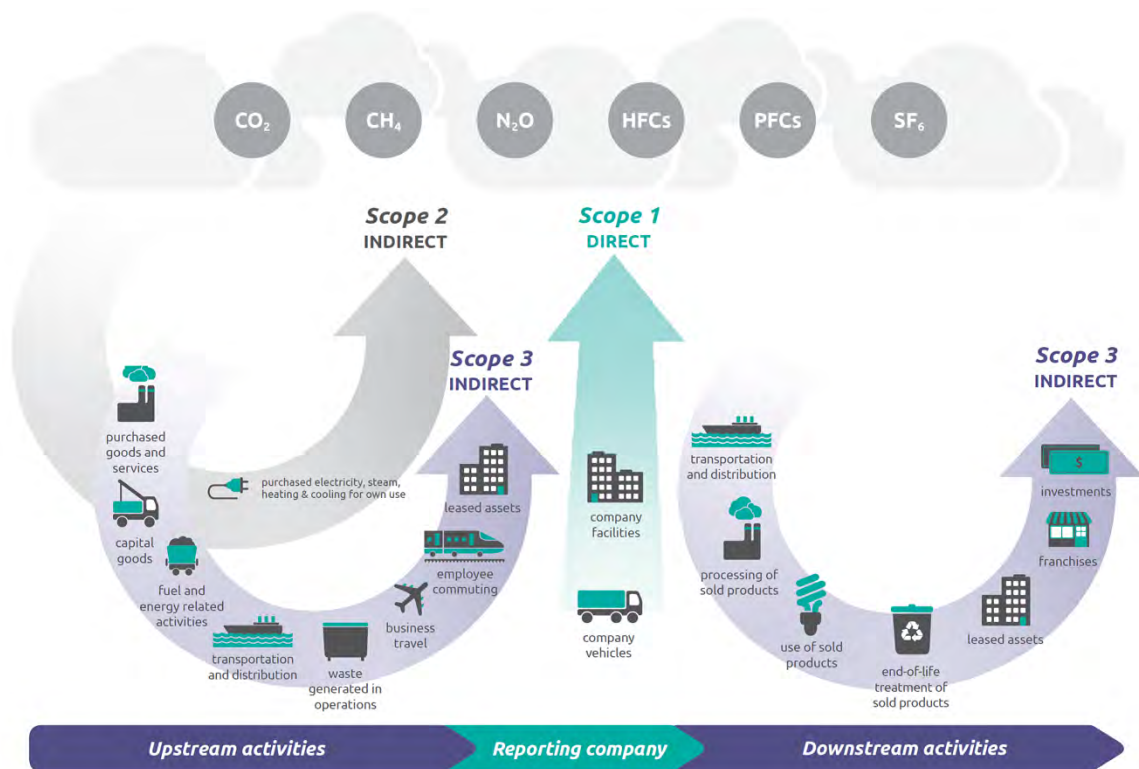 CO₂
CH₄
N₂O
HFCs
PFCs
SF₆
Scope 2
INDIRECT
Scope 1
DIRECT
Scope 3
INDIRECT
Scope 3
INDIRECT
purchased
goods and
services
purchased electricity, steam,
heating & cooling for own use
capital
goods
fuel and
energy related
activities
transportation
and distribution
waste
generated in
operations
business
travel
employee
commuting
leased assets
company
facilities
company
vehicles
transportation
and distribution
processing of
sold products
use of sold
products
end-of-life
treatment of
sold products
leased assets
franchises
$
investments
Upstream activities
Reporting company
Downstream activities